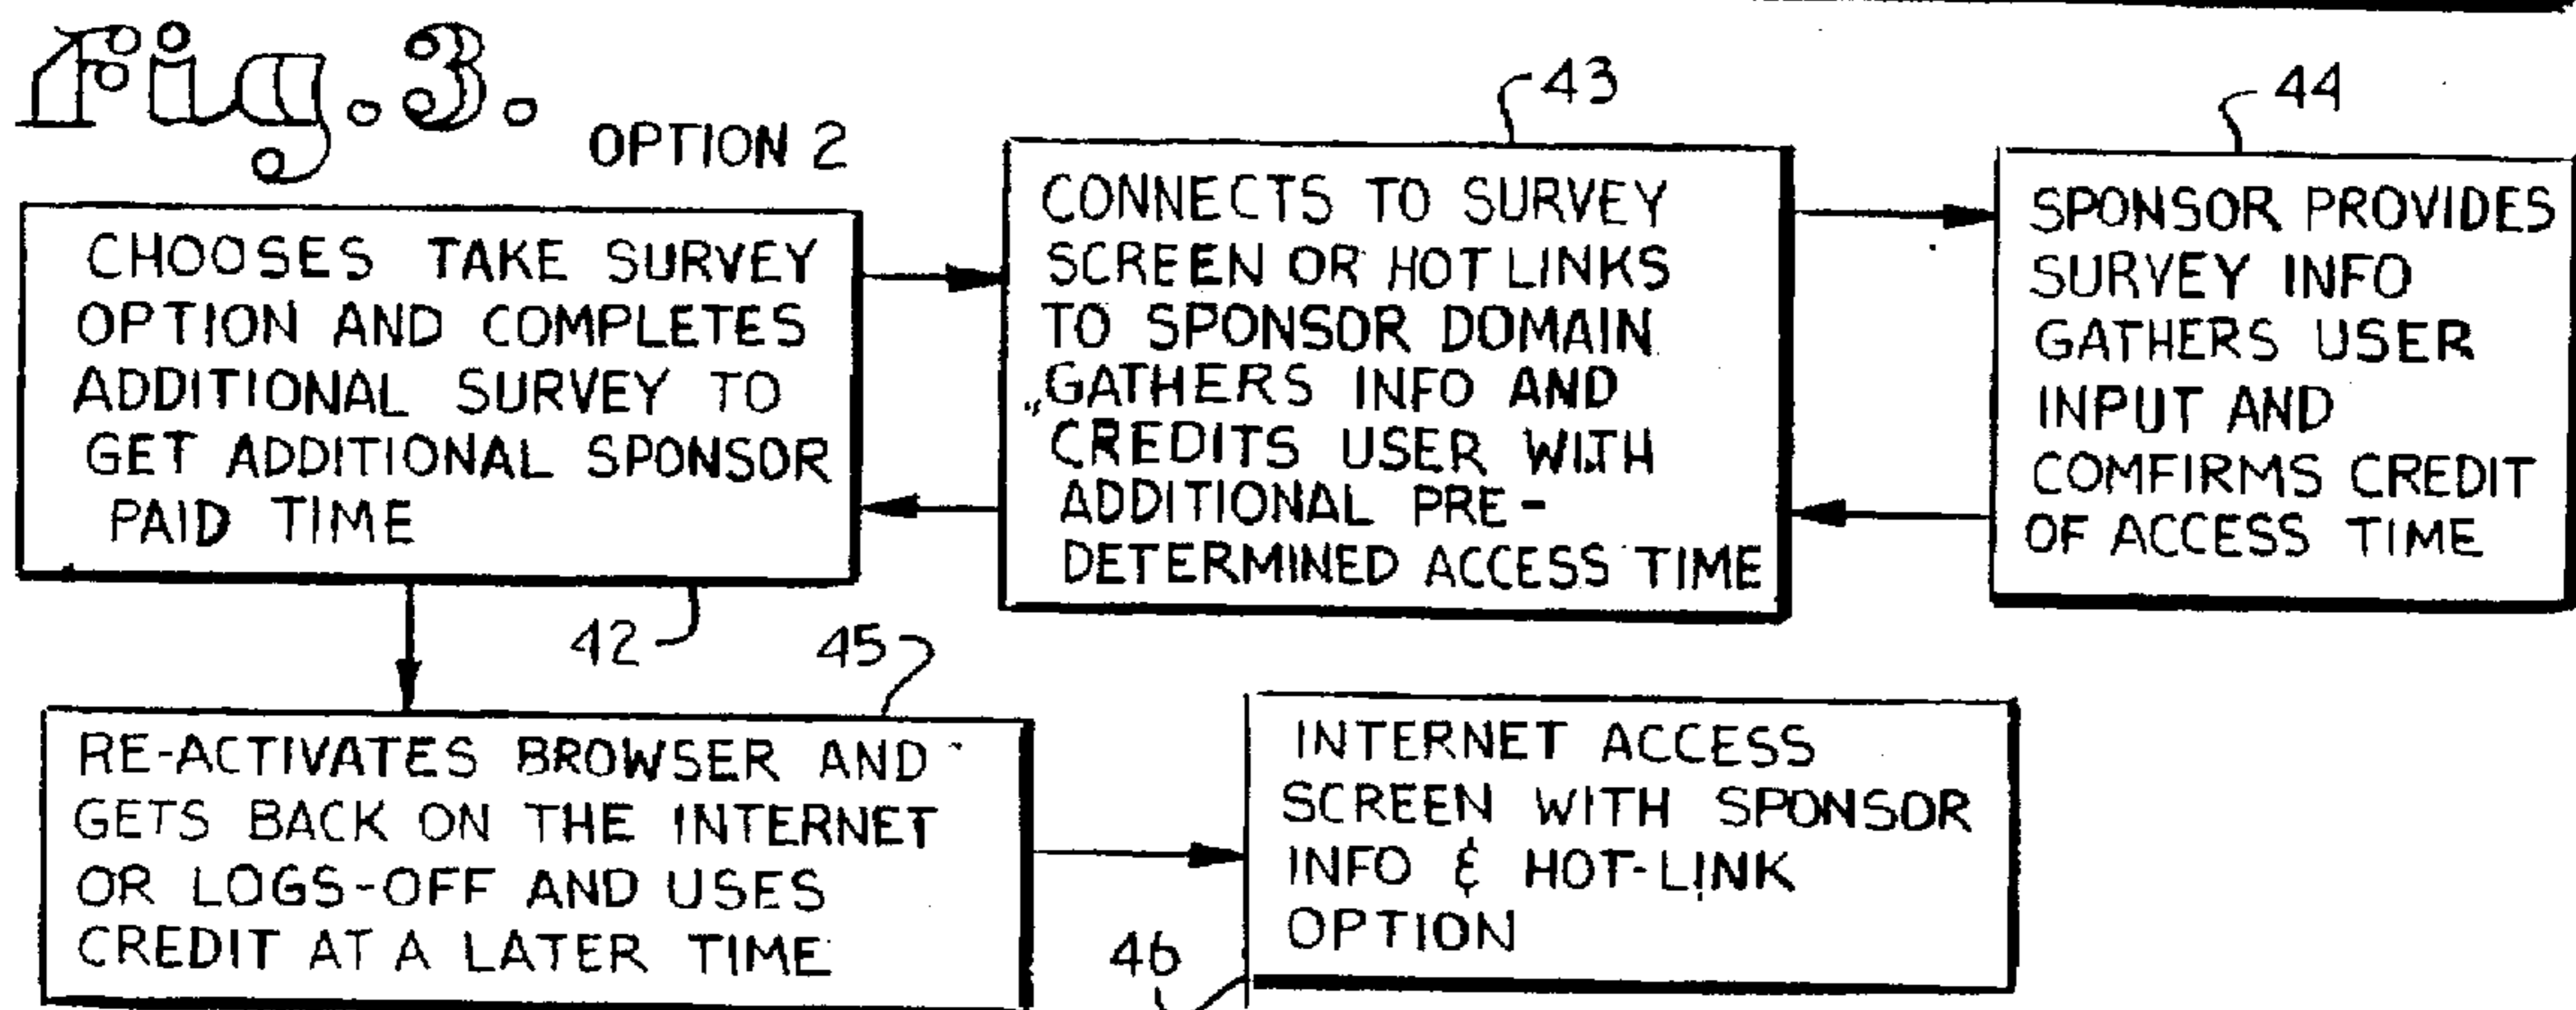 Fig.3.
OPTION 2
CHOOSES TAKE SURVEY
OPTION AND COMPLETES
ADDITIONAL SURVEY TO
GET ADDITIONAL SPONSOR
PAID TIME
42
43
CONNECTS TO SURVEY
SCREEN OR HOT LINKS
TO SPONSOR DOMAIN
GATHERS INFO AND
CREDITS USER WITH
ADDITIONAL PRE-
DETERMINED ACCESS TIME
44
SPONSOR PROVIDES
SURVEY INFO
GATHERS USER
INPUT AND
COMFIRMS CREDIT
OF ACCESS TIME
45
RE-ACTIVATES BROWSER AND
GETS BACK ON THE INTERNET
OR LOGS-OFF AND USES
CREDIT AT A LATER TIME
46
INTERNET ACCESS
SCREEN WITH SPONSOR
INFO & HOT-LINK
OPTION